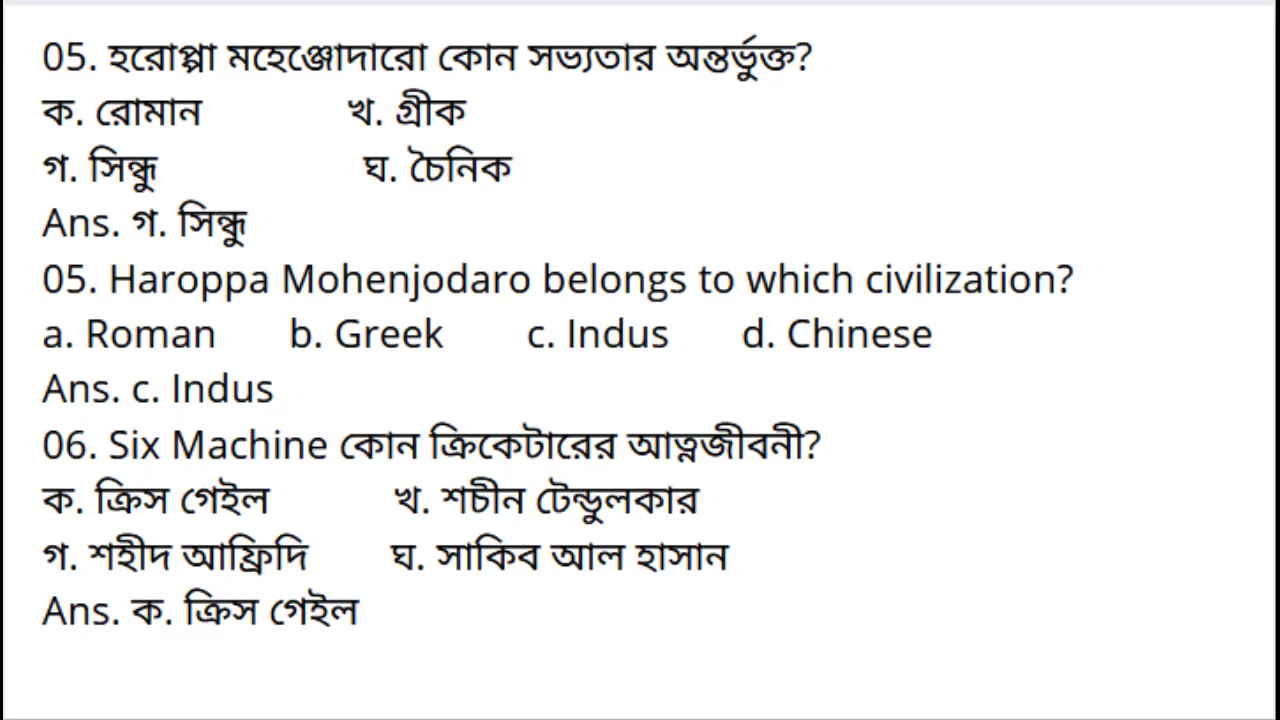 05. হরোপ্পা মহেঞ্জোদারো কোন সভ্যতার অন্তর্ভুক্ত?
ক. রোমান খ. গ্রীক
গ. সিন্ধু ঘ. চৈনিক
Ans. গ. সিন্ধু
05. Haroppa Mohenjodaro belongs to which civilization?
a. Roman b. Greek c. Indus d. Chinese
Ans. c. Indus
06. Six Machine কোন ক্রিকেটারের আত্নজীবনী?
ক. ক্রিস গেইল খ. শচীন টেন্ডুলকার
গ. শহীদ আফ্রিদি ঘ. সাকিব আল হাসান
Ans. ক. ক্রিস গেইল